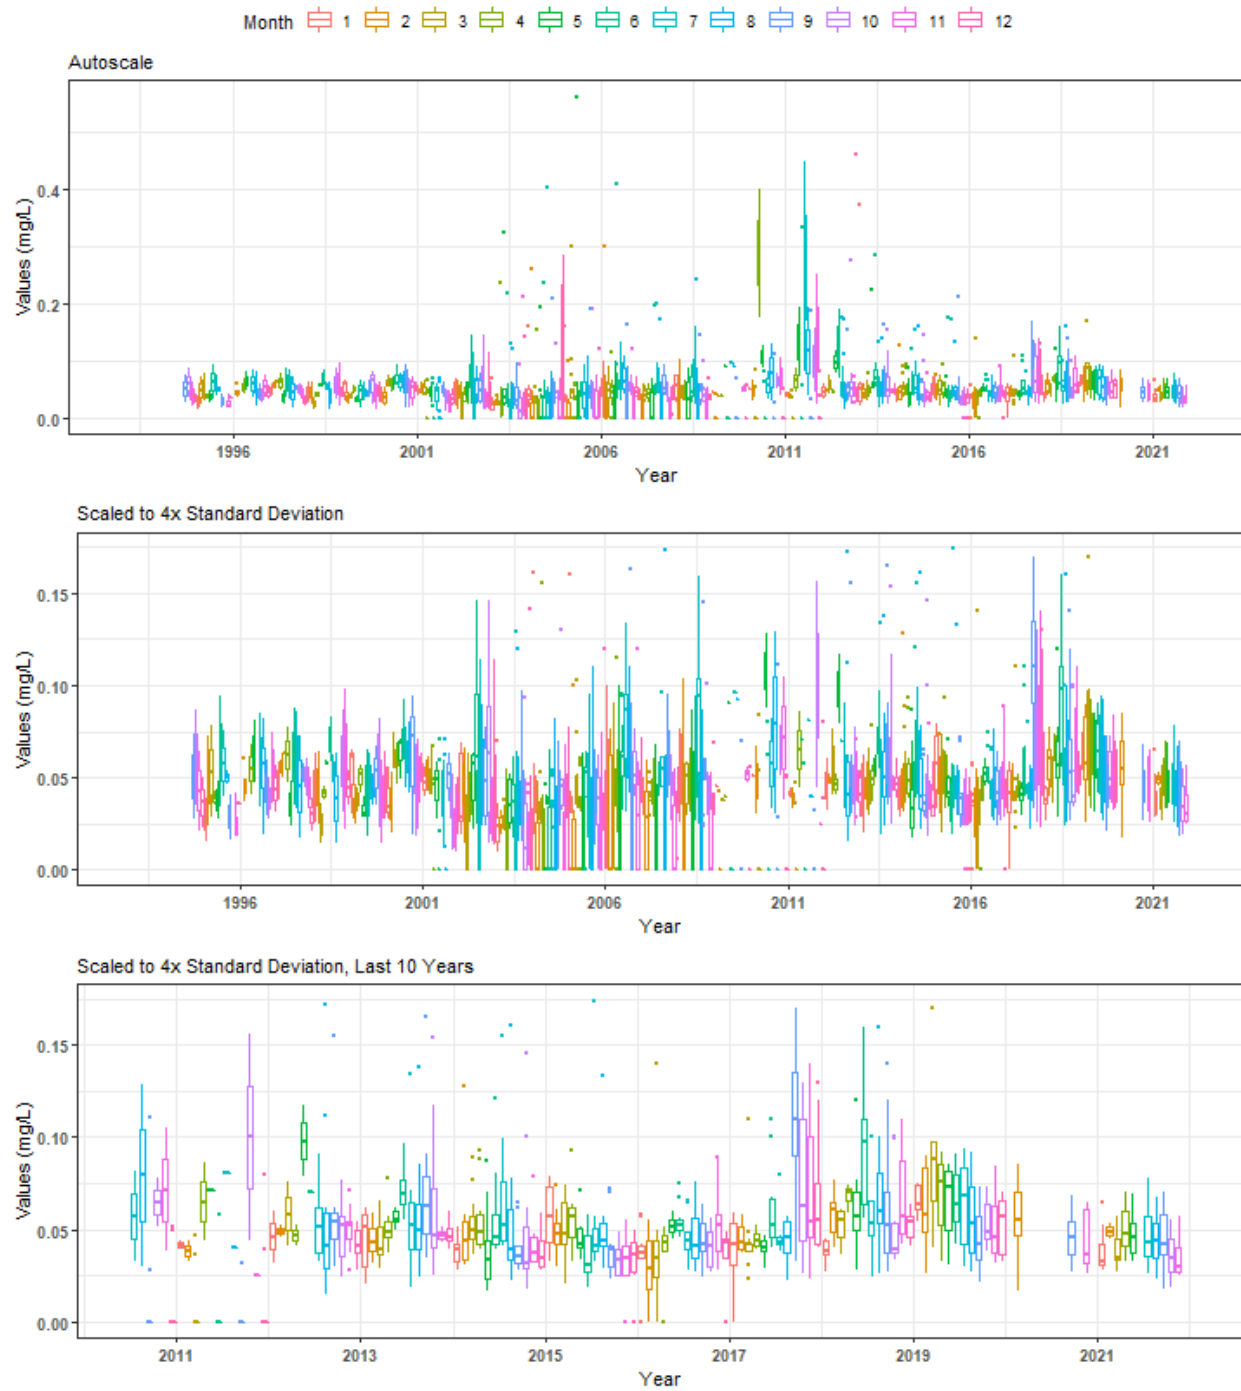 Month 1 2 3 4 5 6 7 8 9 10 11 12
Autoscale
Values (mg/L)
0.4
0.2
0.0
1996 2001 2006 2011 2016 2021
Year
Scaled to 4x Standard Deviation
Values (mg/L)
0.15
0.10
0.05
0.00
1996 2001 2006 2011 2016 2021
Year
Scaled to 4x Standard Deviation, Last 10 Years
Values (mg/L)
0.15
0.10
0.05
0.00
2011 2013 2015 2017 2019 2021
Year